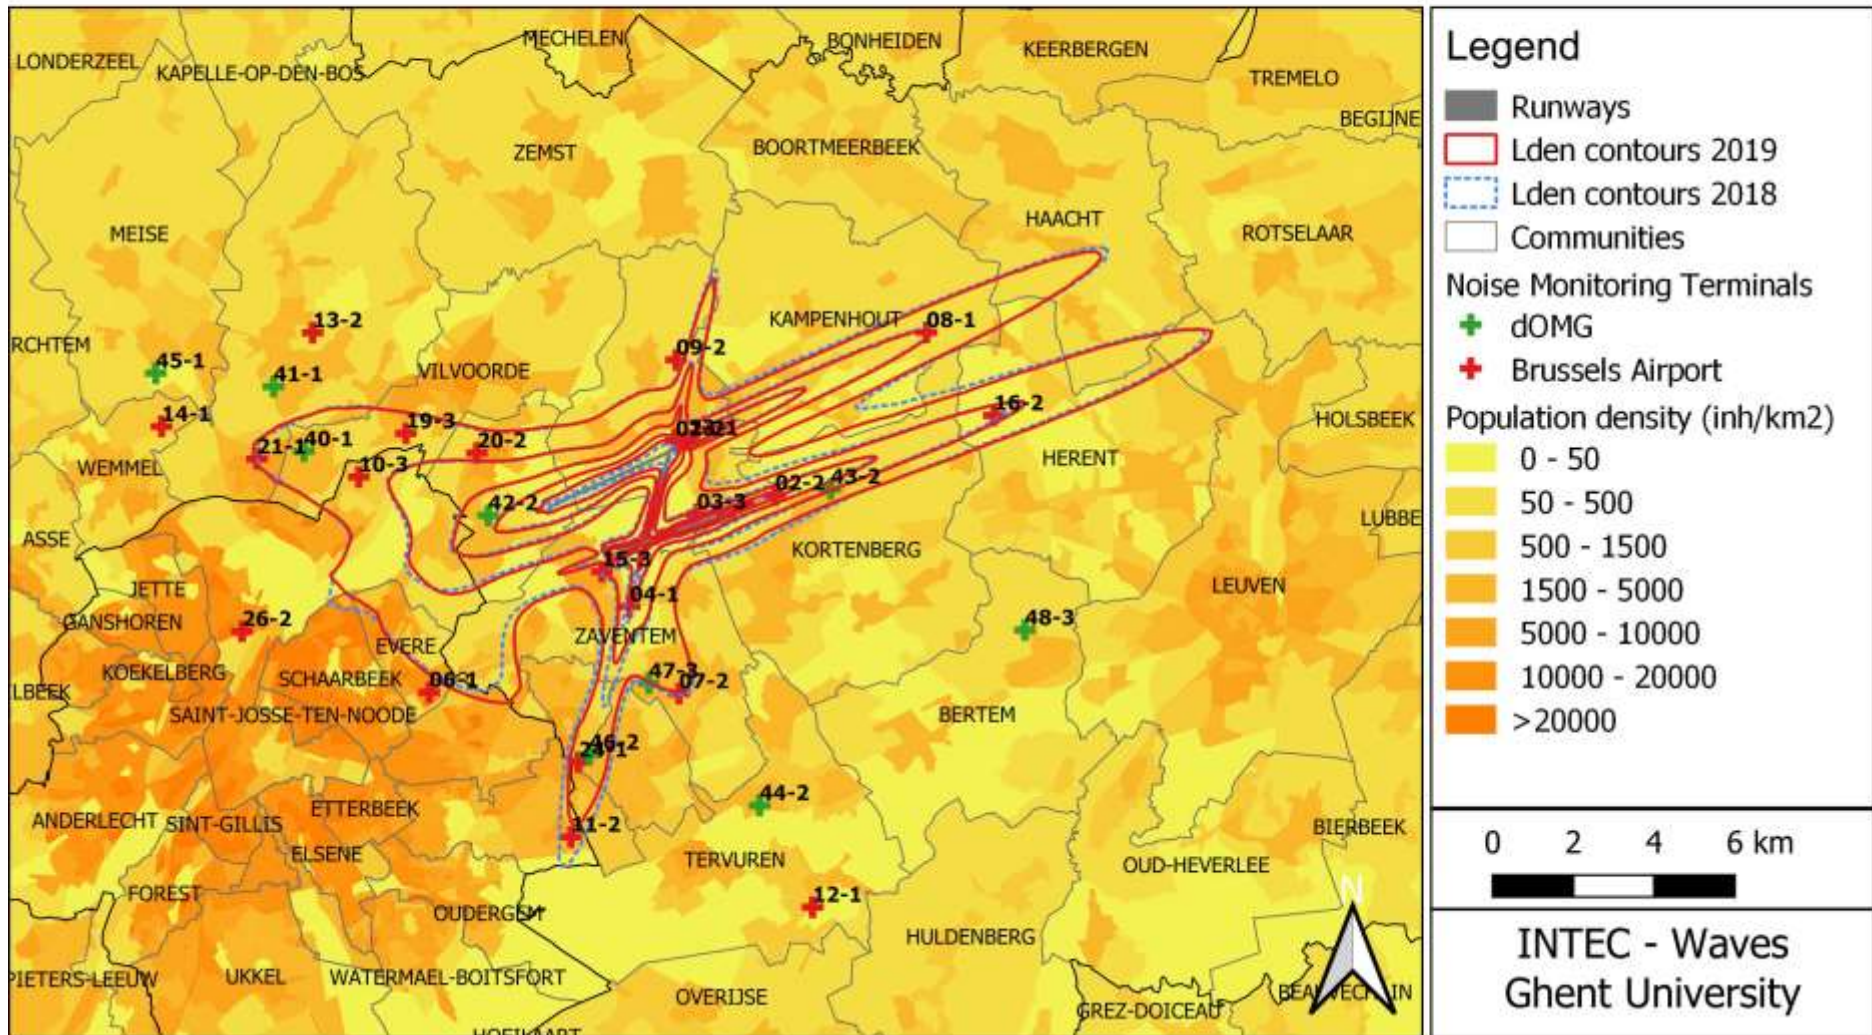 MECHELEN
BONHEIDEN
KEERBERGEN
LONDERZEEL
KAPELLE-OP-DEN-BOS
TREMELO
BEGIJNE
ZEMST
BOORTMEERBEEK
MEISE
HAACHT
ROTSELAAR
13-2
KAMPENHOUT
08-1
RCHTEM
45-1
41-1
VILVOORDE
09-2
14-1
19-3
20-2
16-2
HOLSBEEK
21-1
40-1
WEMMEL
10-3
HERENT
42-2
03-3
02-2
43-2
LUBBE
ASSE
15-3
KORTENBERG
JETTE
04-1
LEUVEN
GANSHOREN
26-2
EVERE
ZAVENTEM
48-3
KOEKELBERG
SCHAARBEEK
06-1
47-3
07-2
ILBEEK
SAINT-JOSSE-TEN-NOODE
BERTEM
46-2
ETTERBEEK
44-2
ANDERLECHT
SINT-GILLIS
11-2
BIERBEEK
ELSENE
TERVUREN
OUD-HEVERLEE
FOREST
12-1
OUDERGEM
HULDENBERG
PIETERS-LEEUW
UKKEL
WATERMAEL-BOITSFORT
OVERIJSE
GREZ-DOICEAU
Legend
Runways
Lden contours 2019
Lden contours 2018
Communities
Noise Monitoring Terminals
dOMG
Brussels Airport
Population density (inh/km2)
0 - 50
50 - 500
500 - 1500
1500 - 5000
5000 - 10000
10000 - 20000
>20000
0 2 4 6 km
N
INTEC - Waves
Ghent University